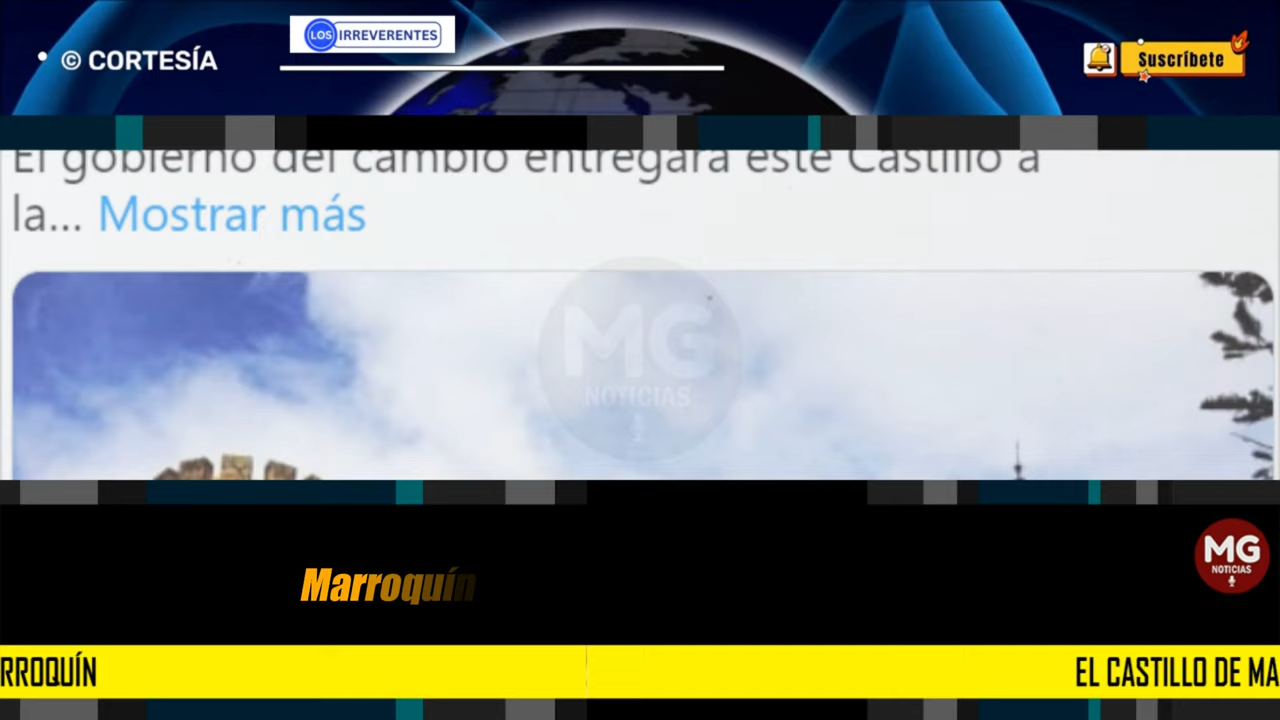 © CORTESÍA
LOS IRREVERENTES
Suscríbete
El gobierno del cambio entregará este Castillo a
la... Mostrar más
MG
NOTICIAS
Marroquín
MG
NOTICIAS
RROQUÍN
EL CASTILLO DE MA